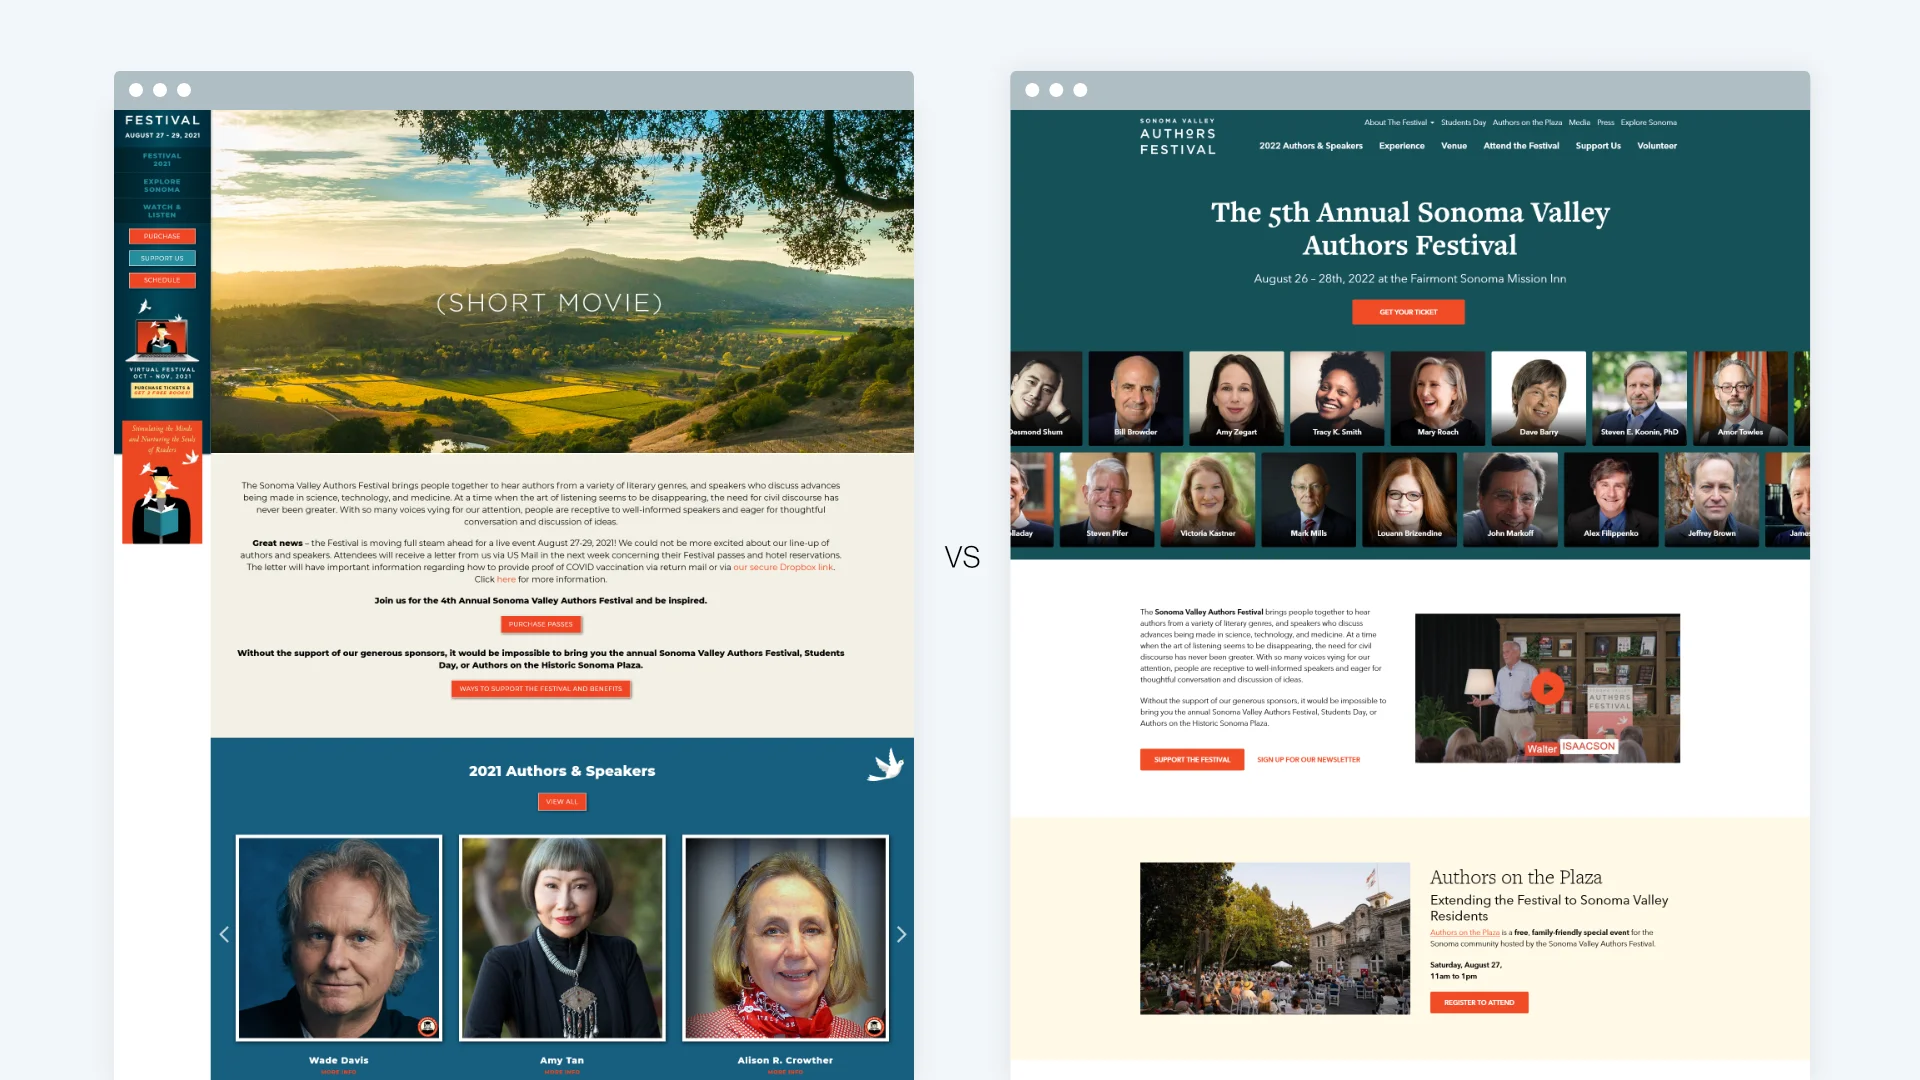 FESTIVAL
AUGUST 27 - 29, 2021
FESTIVAL
2021
EXPLORE
SONOMA
WATCH &
LISTEN
PURCHASE
SUPPORT US
SCHEDULE
VIRTUAL FESTIVAL
OCT - NOV, 2021
PURCHASE TICKETS &
GET 2 FREE BOOKS!
Stimulating the Minds
and Nurturing the Souls
of Readers
(SHORT MOVIE)
The Sonoma Valley Authors Festival brings people together to hear authors from a variety of literary genres, and speakers who discuss advances
being made in science, technology, and medicine. At a time when the art of listening seems to be disappearing, the need for civil discourse has
never been greater. With so many voices vying for our attention, people are receptive to well-informed speakers and eager for thoughtful
conversation and discussion of ideas.
Great news – the Festival is moving full steam ahead for a live event August 27-29, 2021! We could not be more excited about our line-up of
authors and speakers. Attendees will receive a letter from us via US Mail in the next week concerning their Festival passes and hotel reservations.
The letter will have important information regarding how to provide proof of COVID vaccination via return mail or via our secure Dropbox link.
Click here for more information.
Join us for the 4th Annual Sonoma Valley Authors Festival and be inspired.
PURCHASE PASSES
Without the support of our generous sponsors, it would be impossible to bring you the annual Sonoma Valley Authors Festival, Students
Day, or Authors on the Historic Sonoma Plaza.
WAYS TO SUPPORT THE FESTIVAL AND BENEFITS
2021 Authors & Speakers
VIEW ALL
Wade Davis
MORE INFO
Amy Tan
MORE INFO
Alison R. Crowther
MORE INFO
VS
SONOMA VALLEY
AUTHORS
FESTIVAL
About The Festival Students Day Authors on the Plaza Media Press Explore Sonoma
2022 Authors & Speakers Experience Venue Attend the Festival Support Us Volunteer
The 5th Annual Sonoma Valley
Authors Festival
August 26 – 28th, 2022 at the Fairmont Sonoma Mission Inn
GET YOUR TICKET
Desmond Shum Bill Browder Amy Zegart Tracy K. Smith Mary Roach Dave Barry Steven E. Koonin, PhD Amor Towles
lladay Steven Pifer Victoria Kastner Mark Mills Louann Brizendine John Markoff Alex Filippenko Jeffrey Brown James
The Sonoma Valley Authors Festival brings people together to hear
authors from a variety of literary genres, and speakers who discuss
advances being made in science, technology, and medicine. At a time
when the art of listening seems to be disappearing, the need for civil
discourse has never been greater. With so many voices vying for our
attention, people are receptive to well-informed speakers and eager for
thoughtful conversation and discussion of ideas.
Without the support of our generous sponsors, it would be impossible to
bring you the annual Sonoma Valley Authors Festival, Students Day, or
Authors on the Historic Sonoma Plaza.
SUPPORT THE FESTIVAL SIGN UP FOR OUR NEWSLETTER
AUTHORS
FESTIVAL
Walter ISAACSON
Authors on the Plaza
Extending the Festival to Sonoma Valley
Residents
Authors on the Plaza is a free, family-friendly special event for the
Sonoma community hosted by the Sonoma Valley Authors Festival.
Saturday, August 27,
11am to 1pm
REGISTER TO ATTEND